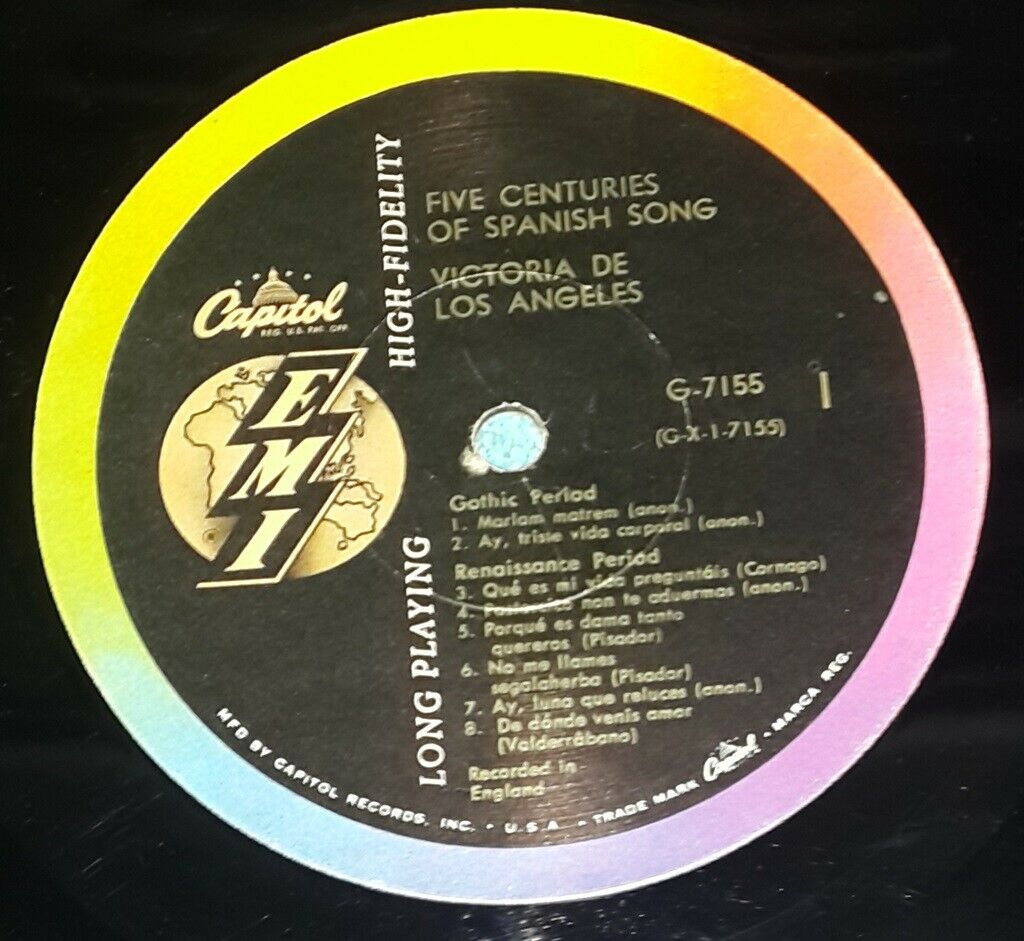 FIVE CENTURIES
OF SPANISH SONG
VICTORIA DE
LOS ANGELES
HIGH-FIDELITY
LONG PLAYING
Capitol
REG. U.S. PAT. OFF.
EMI
G-7155
1
(G-X-1-7155)
Gothic Period
1. Mariam matrem (anon.)
2. Ay, triste vida corporal (anon.)
Renaissance Period
3. Qué es mi vida preguntáis (Cornago)
4. non te aduermas (anon.)
5. Porqué es dama tanto
quereros (Pisador)
6. No me llames
segalaherba (Pisador)
7. Ay, luna que reluces (anon.)
8. De dónde venis amor
(Valderrábano)
Recorded in
England
MFD BY CAPITOL RECORDS, INC. • U.S.A. • TRADE MARK Capitol • MARCA REG.